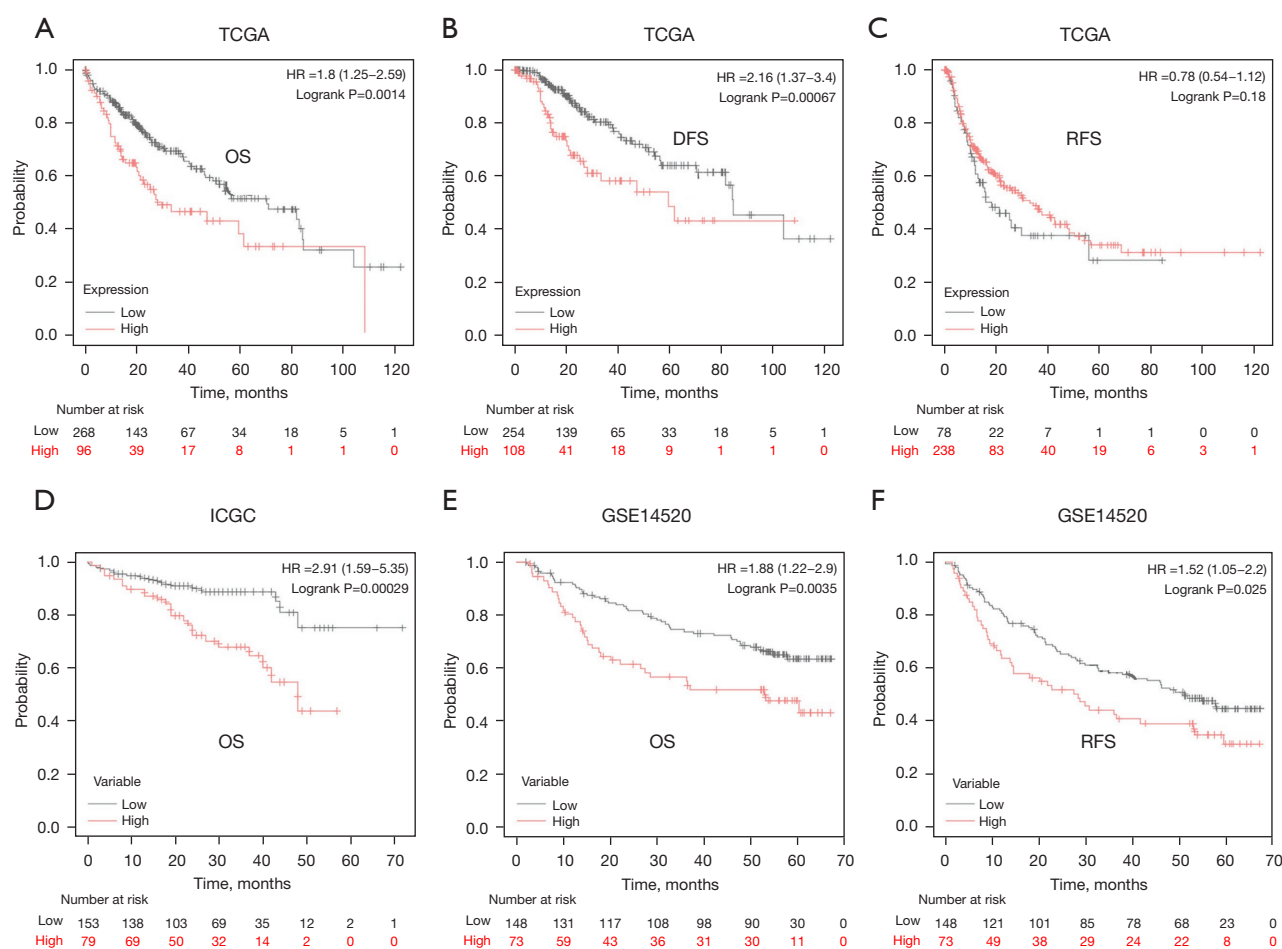 A
TCGA
HR =1.8 (1.25−2.59)
Logrank P=0.0014
OS
Probability
1.0
0.8
0.6
0.4
0.2
0.0
Expression
Low
High
0 20 40 60 80 100 120
Time, months
Number at risk
Low 268 143 67 34 18 5 1
High 96 39 17 8 1 1 0
B
TCGA
HR =2.16 (1.37−3.4)
Logrank P=0.00067
DFS
Probability
1.0
0.8
0.6
0.4
0.2
0.0
Expression
Low
High
0 20 40 60 80 100 120
Time, months
Number at risk
Low 254 139 65 33 18 5 1
High 108 41 18 9 1 1 0
C
TCGA
HR =0.78 (0.54−1.12)
Logrank P=0.18
RFS
Probability
1.0
0.8
0.6
0.4
0.2
0.0
Expression
Low
High
0 20 40 60 80 100 120
Time, months
Number at risk
Low 78 22 7 1 1 0 0
High 238 83 40 19 6 3 1
D
ICGC
HR =2.91 (1.59−5.35)
Logrank P=0.00029
OS
Probability
1.0
0.8
0.6
0.4
0.2
0.0
Variable
Low
High
0 10 20 30 40 50 60 70
Time, months
Number at risk
Low 153 138 103 69 35 12 2 1
High 79 69 50 32 14 2 0 0
E
GSE14520
HR =1.88 (1.22−2.9)
Logrank P=0.0035
OS
Probability
1.0
0.8
0.6
0.4
0.2
0.0
Variable
Low
High
0 10 20 30 40 50 60 70
Time, months
Number at risk
Low 148 131 117 108 98 90 30 0
High 73 59 43 36 31 30 11 0
F
GSE14520
HR =1.52 (1.05−2.2)
Logrank P=0.025
RFS
Probability
1.0
0.8
0.6
0.4
0.2
0.0
Variable
Low
High
0 10 20 30 40 50 60 70
Time, months
Number at risk
Low 148 121 101 85 78 68 23 0
High 73 49 38 29 24 22 8 0